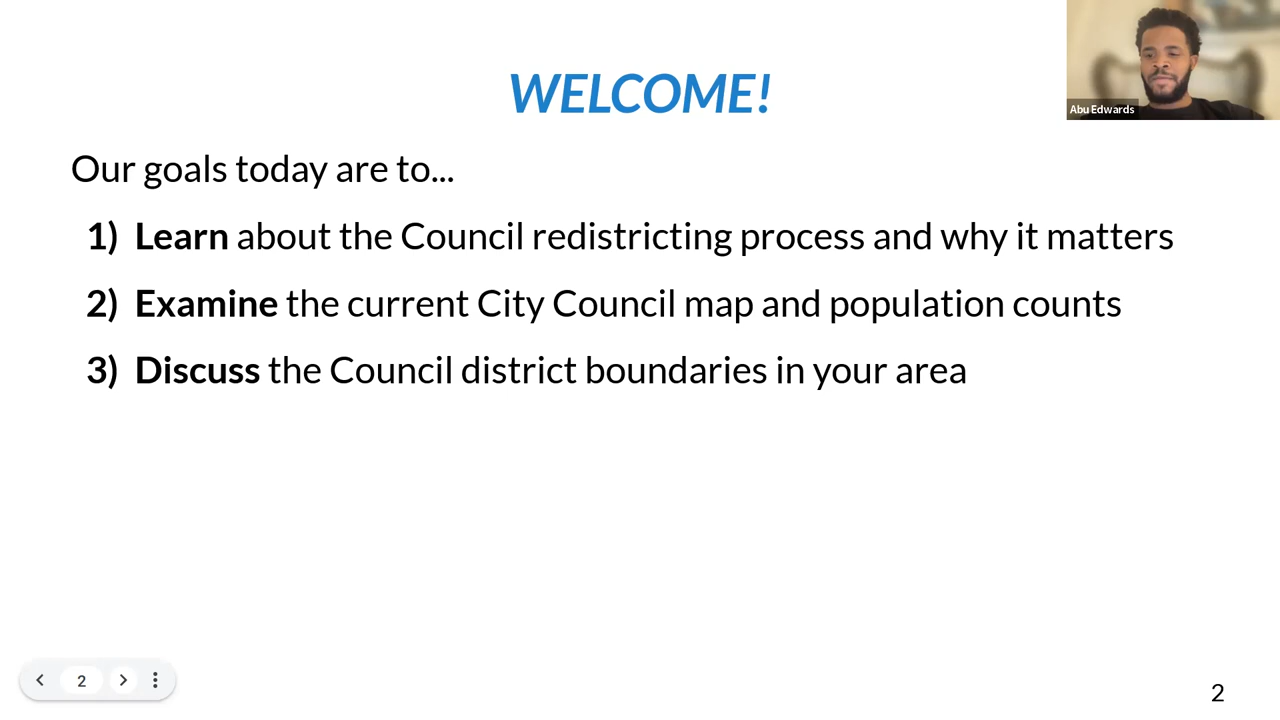 WELCOME!
Abu Edwards
Our goals today are to...
1) Learn about the Council redistricting process and why it matters
2) Examine the current City Council map and population counts
3) Discuss the Council district boundaries in your area
2
2